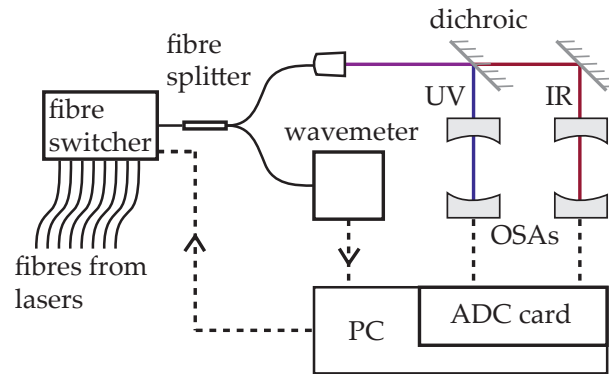 dichroic
fibre
splitter
UV
IR
fibre
switcher
wavemeter
OSAs
fibres from
lasers
PC
ADC card